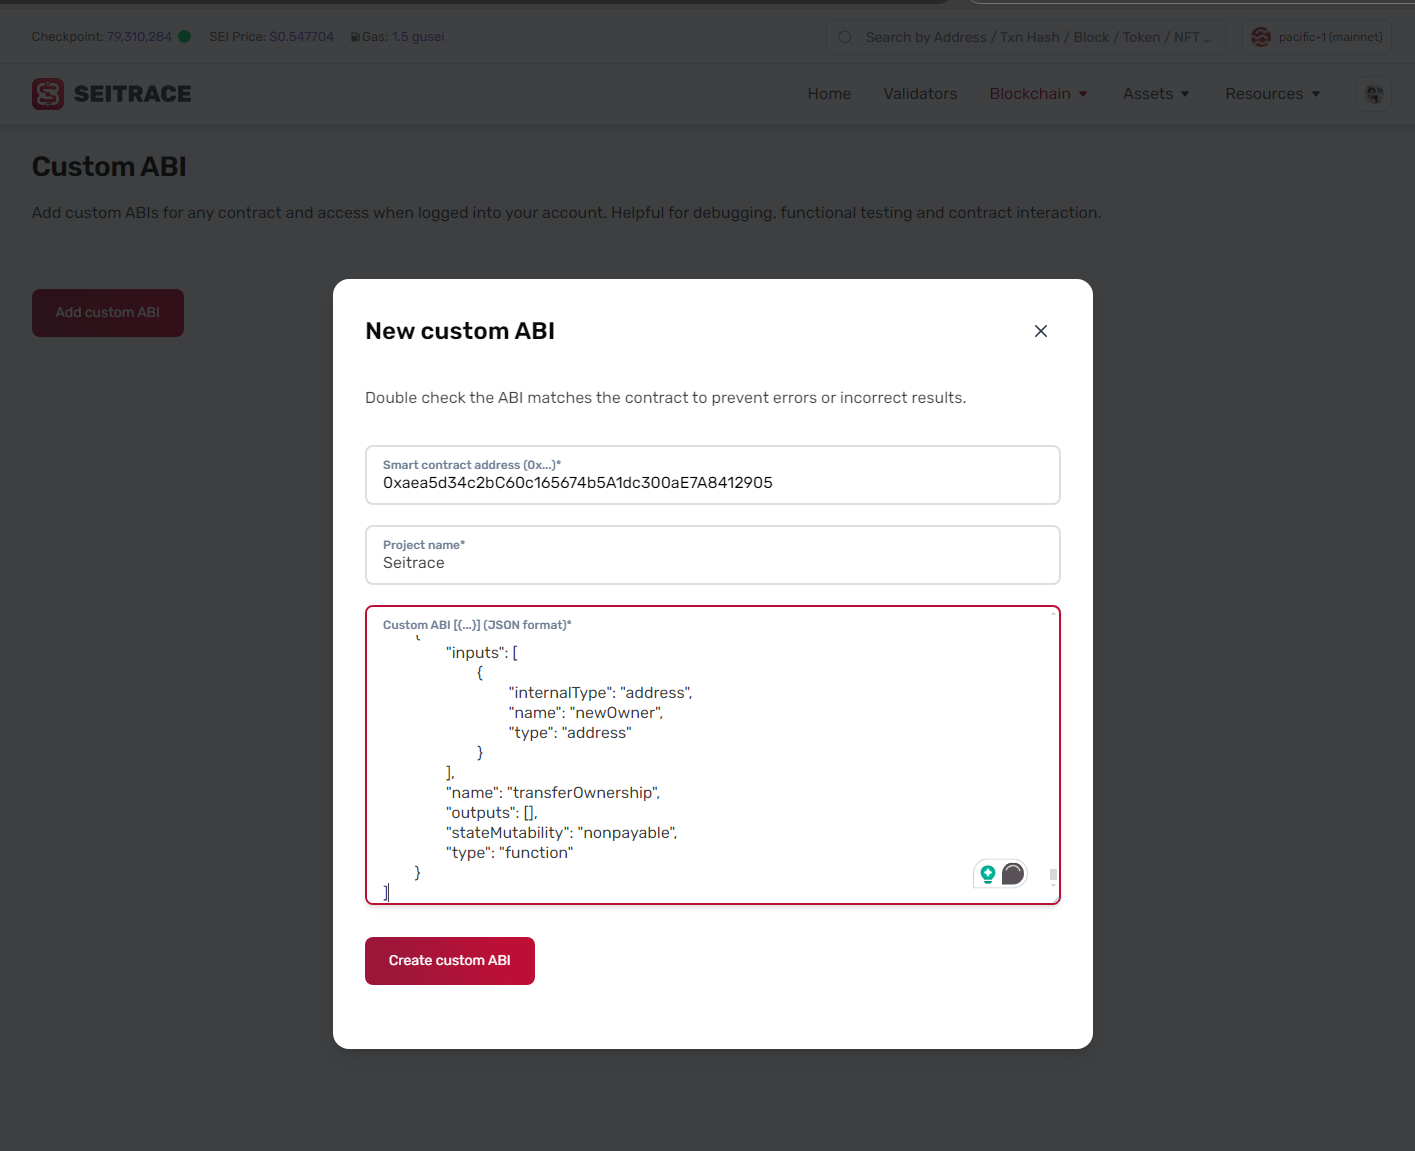 Checkpoint: 79,310,284 SEI Price: $0.547704 Gas: 1.5 gusei
Search by Address / Txn Hash / Block / Token / NFT ...
pacific-1 (mainnet)
SEITRACE
Home Validators Blockchain Assets Resources
Custom ABI
Add custom ABIs for any contract and access when logged into your account. Helpful for debugging, functional testing and contract interaction.
Add custom ABI
New custom ABI
Double check the ABI matches the contract to prevent errors or incorrect results.
Smart contract address (0x...)*
0xaea5d34c2bC60c165674b5A1dc300aE7A8412905
Project name*
Seitrace
Custom ABI [{...}] (JSON format)*
{
"inputs": [
{
"internalType": "address",
"name": "newOwner",
"type": "address"
}
],
"name": "transferOwnership",
"outputs": [],
"stateMutability": "nonpayable",
"type": "function"
}
]
Create custom ABI